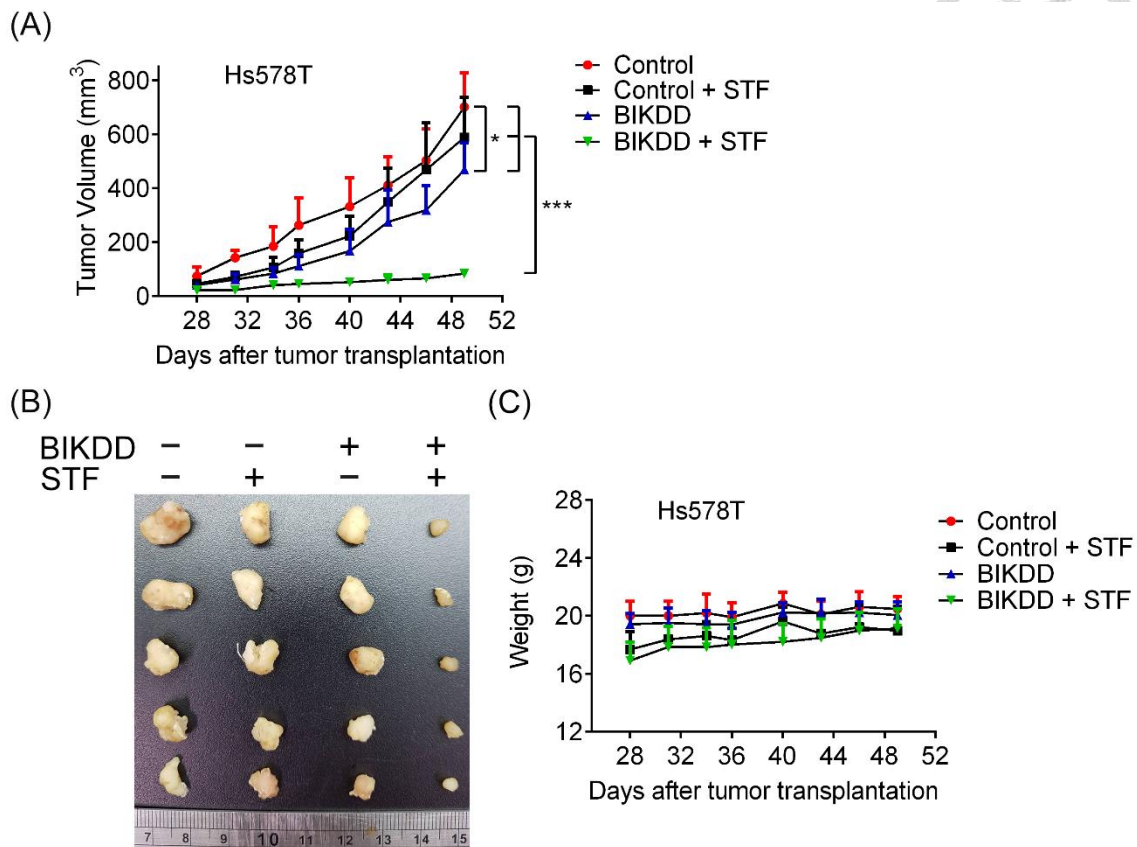 (A)
Hs578T
Tumor Volume (mm³)
800
600
400
200
0
28 32 36 40 44 48 52
Days after tumor transplantation
Control
Control + STF
BIKDD
BIKDD + STF
*
***
(B)
BIKDD − − + +
STF − + − +
7 8 9 10 11 12 13 14 15
(C)
Hs578T
Weight (g)
28
24
20
16
12
28 32 36 40 44 48 52
Days after tumor transplantation
Control
Control + STF
BIKDD
BIKDD + STF